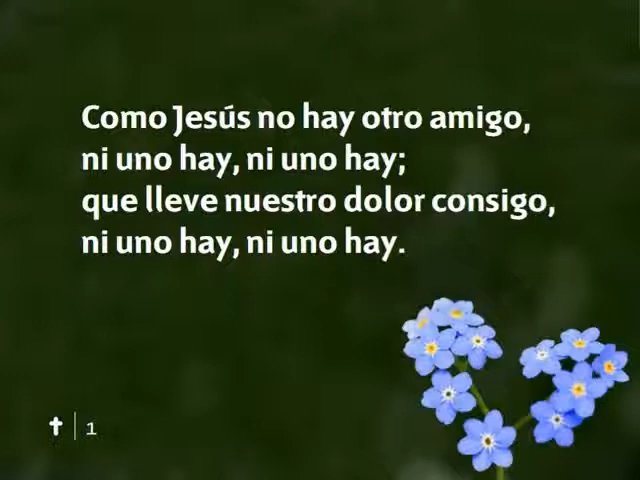 Como Jesús no hay otro amigo,
ni uno hay, ni uno hay;
que lleve nuestro dolor consigo,
ni uno hay, ni uno hay.
1